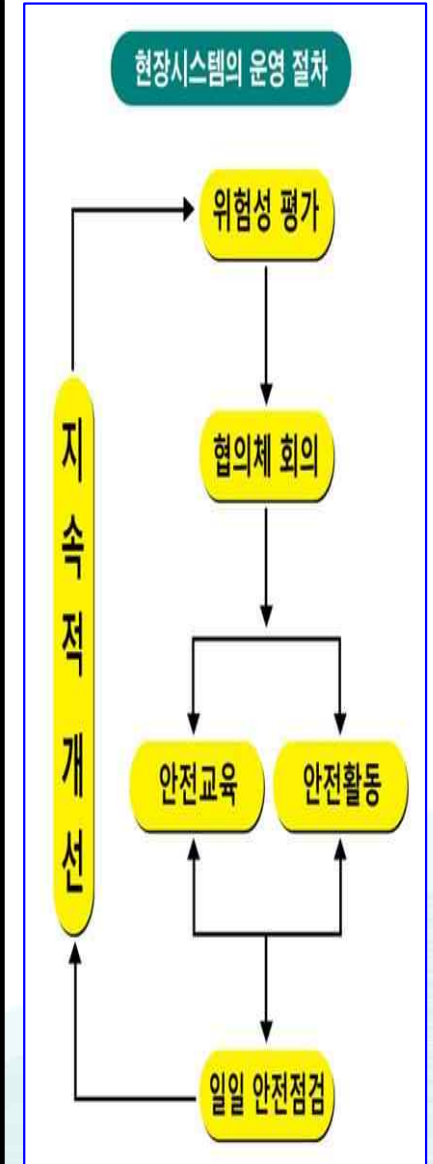 현장시스템의 운영 절차
위험성 평가
협의체 회의
지속적 개선
안전교육
안전활동
일일 안전점검